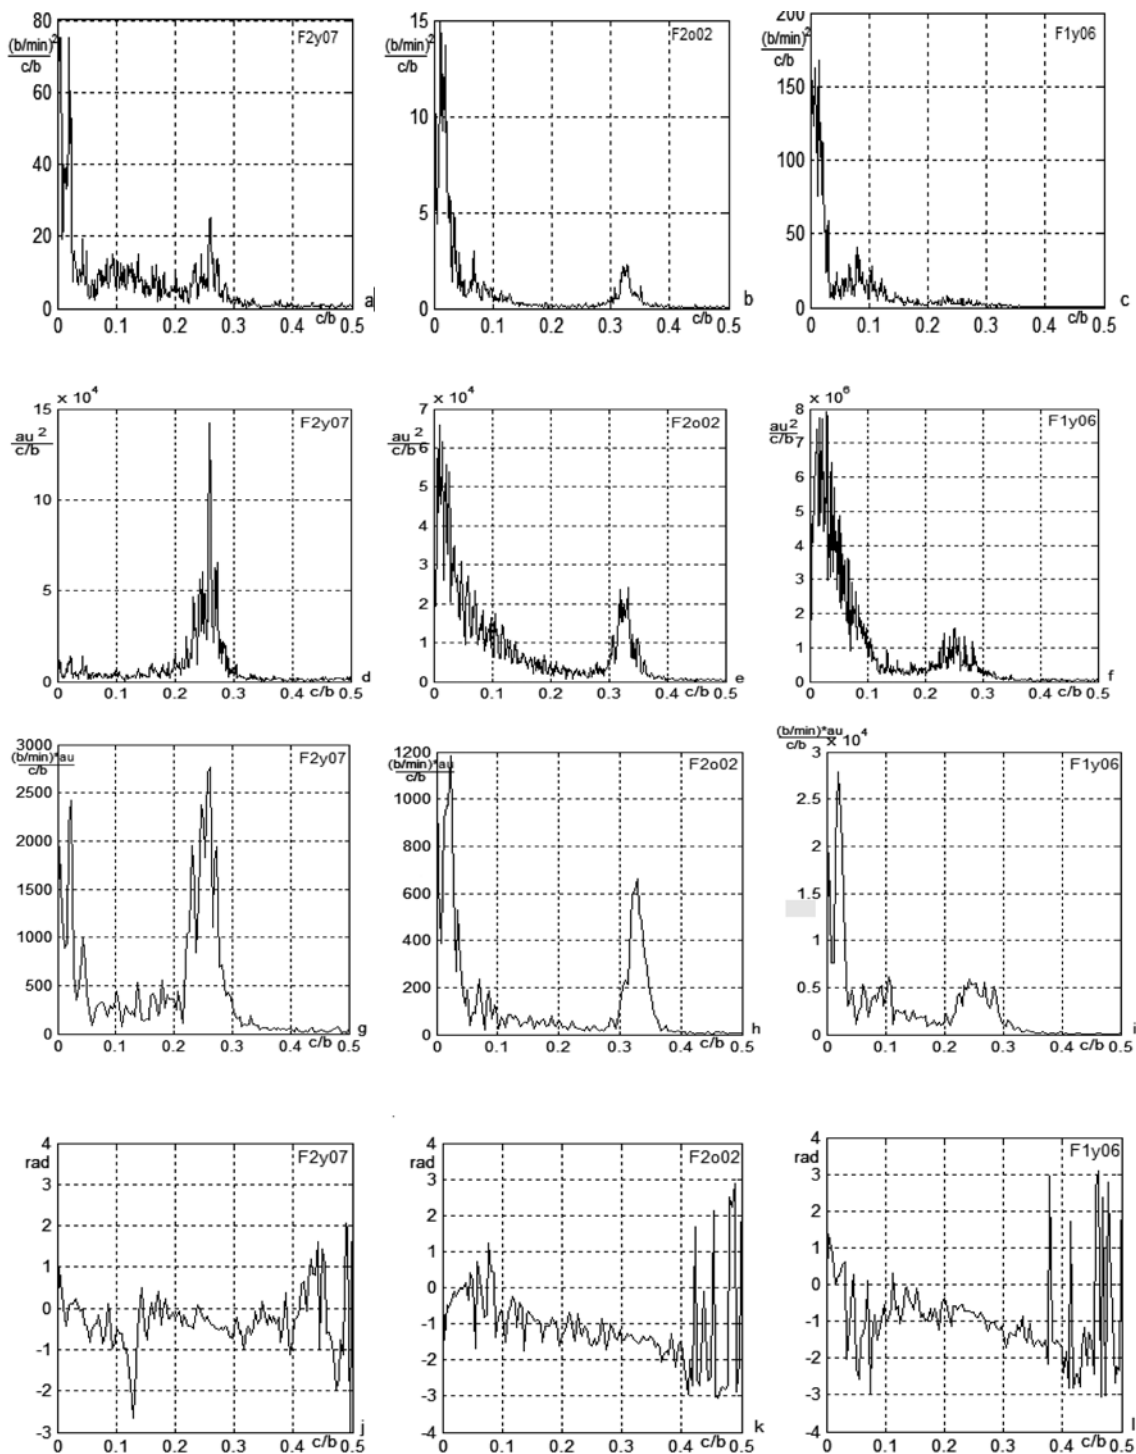 80
(b/min)²
c/b
60
40
20
0
0 0.1 0.2 0.3 0.4 0.5
c/b
F2y07
a
15
(b/min)²
c/b
10
5
0
0 0.1 0.2 0.3 0.4 0.5
c/b
F2o02
b
200
(b/min)²
c/b
150
100
50
0
0 0.1 0.2 0.3 0.4 0.5
c/b
F1y06
c
× 10⁴
15
au²
c/b
10
5
0
0 0.1 0.2 0.3 0.4 0.5
c/b
F2y07
d
× 10⁴
7
6
au²
c/b
5
4
3
2
1
0
0 0.1 0.2 0.3 0.4 0.5
c/b
F2o02
e
× 10⁶
8
au²
c/b
7
6
5
4
3
2
1
0
0 0.1 0.2 0.3 0.4 0.5
c/b
F1y06
f
3000
(b/min)*au
c/b
2500
2000
1500
1000
500
0
0 0.1 0.2 0.3 0.4 0.5
c/b
F2y07
g
1200
(b/min)*au
c/b
1000
800
600
400
200
0
0 0.1 0.2 0.3 0.4 0.5
c/b
F2o02
h
(b/min)*au
c/b
× 10⁴
3
2.5
2
1.5
1
0.5
0
0 0.1 0.2 0.3 0.4 0.5
c/b
F1y06
i
4
rad
3
2
1
0
-1
-2
-3
0 0.1 0.2 0.3 0.4 0.5
c/b
F2y07
j
4
rad
3
2
1
0
-1
-2
-3
-4
0 0.1 0.2 0.3 0.4 0.5
c/b
F2o02
k
4
rad
3
2
1
0
-1
-2
-3
-4
0 0.1 0.2 0.3 0.4 0.5
c/b
F1y06
l